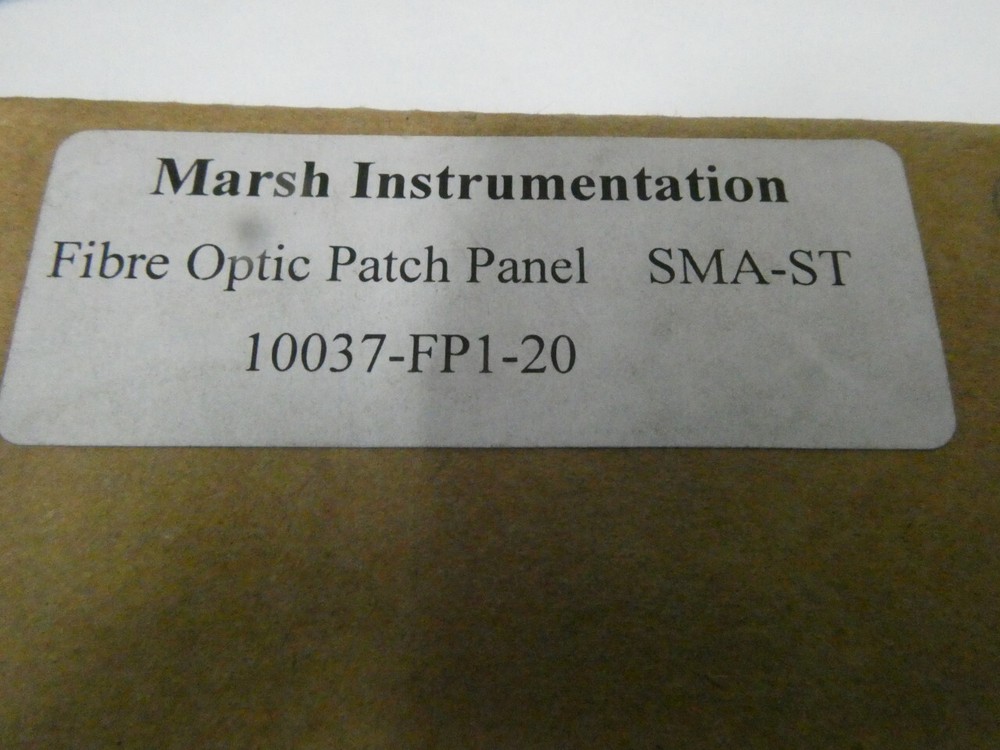 Marsh Instrumentation
Fibre Optic Patch Panel SMA-ST
10037-FP1-20